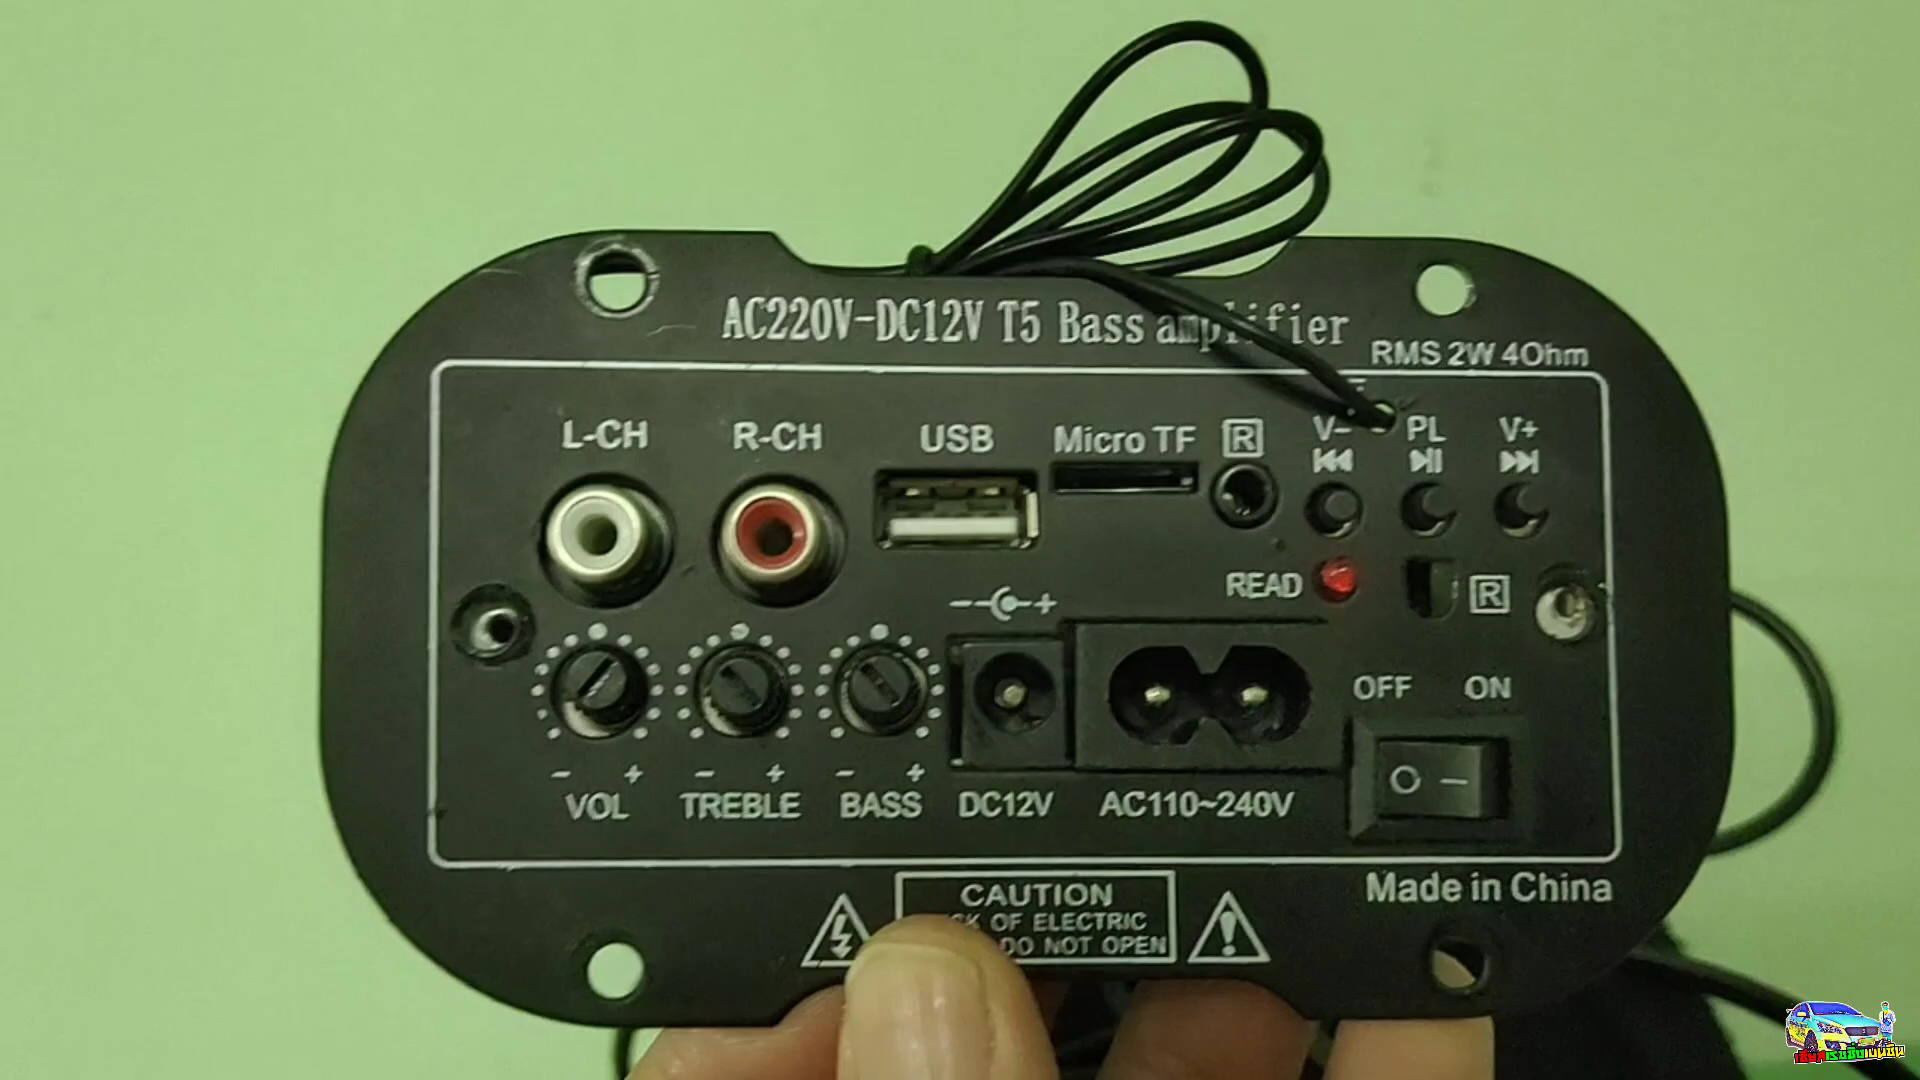 AC220V-DC12V T5 Bass amplifier
RMS 2W 4Ohm
L-CH
R-CH
USB
Micro TF
R
V-
PL
V+
READ
R
OFF
ON
- +
VOL
- +
TREBLE
- +
BASS
DC12V
AC110~240V
Made in China
CAUTION
OF ELECTRIC
DO NOT OPEN